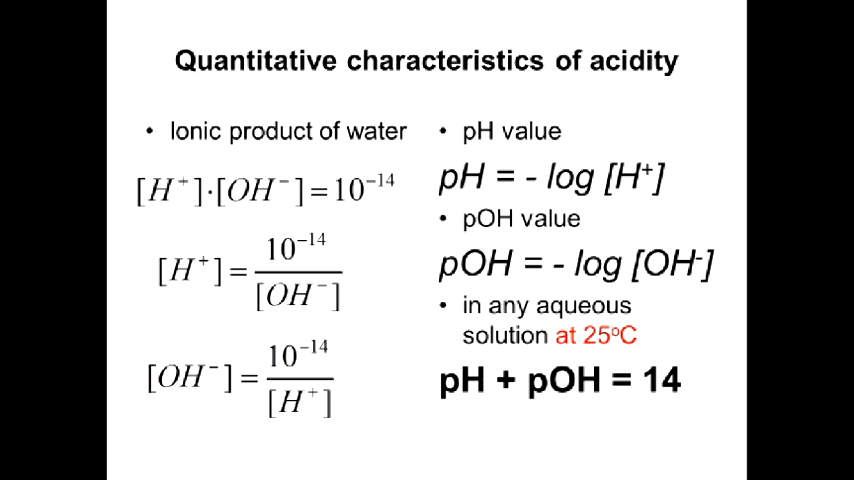 Quantitative characteristics of acidity
• Ionic product of water
[H⁺]·[OH⁻] = 10⁻¹⁴
[H⁺] = 10⁻¹⁴ / [OH⁻]
[OH⁻] = 10⁻¹⁴ / [H⁺]
• pH value
pH = - log [H⁺]
• pOH value
pOH = - log [OH⁻]
• in any aqueous
solution at 25ºC
pH + pOH = 14